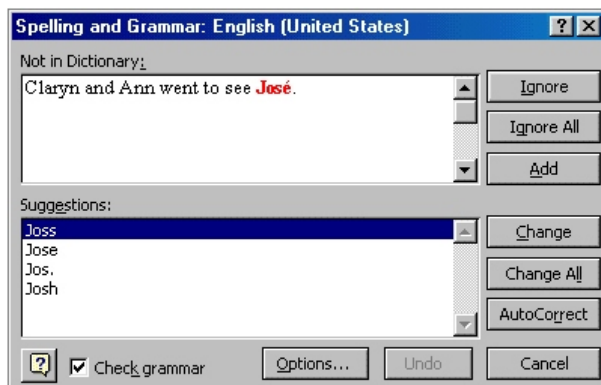 Spelling and Grammar: English (United States)
Not in Dictionary:
Claryn and Ann went to see José.
Ignore
Ignore All
Add
Suggestions:
Joss
Jose
Jos.
Josh
Change
Change All
AutoCorrect
Check grammar
Options...
Undo
Cancel